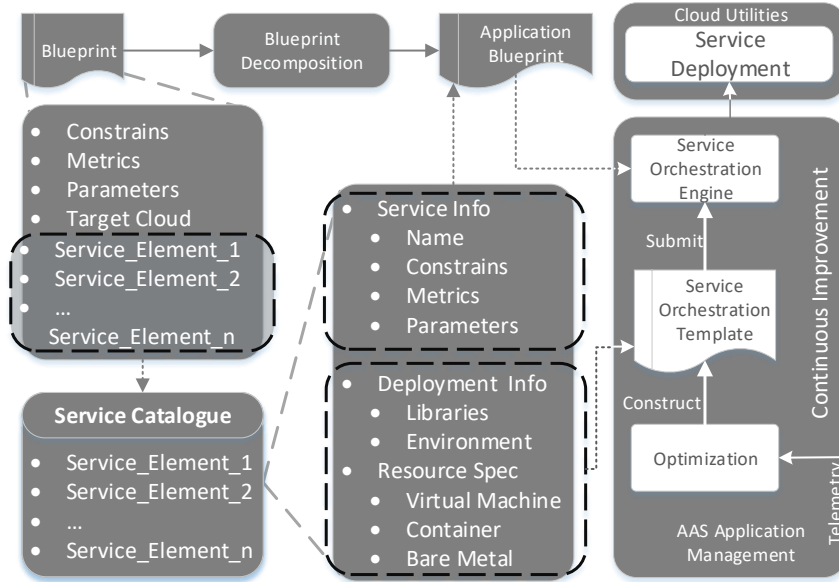 Blueprint
Blueprint
Decomposition
Application
Blueprint
Cloud Utilities
Service
Deployment
• Constrains
• Metrics
• Parameters
• Target Cloud
• Service_Element_1
• Service_Element_2
• ...
Service_Element_n
Service Catalogue
• Service_Element_1
• Service_Element_2
• ...
• Service_Element_n
• Service Info
• Name
• Constrains
• Metrics
• Parameters
• Deployment Info
• Libraries
• Environment
• Resource Spec
• Virtual Machine
• Container
• Bare Metal
Service
Orchestration
Engine
Submit
Service
Orchestration
Template
Construct
Optimization
AAS Application
Management
Continuous Improvement
Telemetry